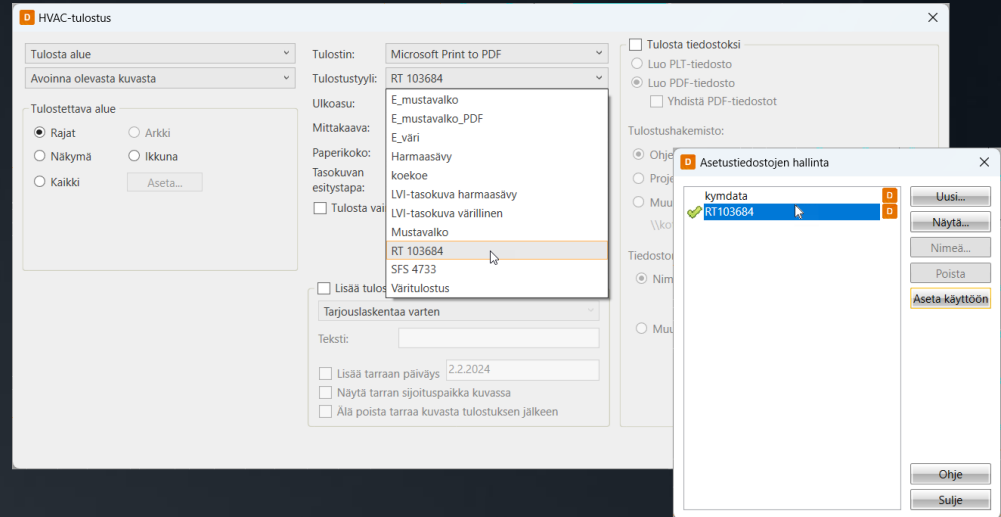 D HVAC-tulostus
Tulosta alue
Avoinna olevasta kuvasta
Tulostettava alue
Rajat
Arkki
Näkymä
Ikkuna
Kaikki
Aseta...
Tulostin:
Microsoft Print to PDF
Tulostustyyli:
RT 103684
Ulkoasu:
Mittakaava:
Paperikoko:
Tasokuvan
esitystapa:
Tulosta vai
E_mustavalko
E_mustavalko_PDF
E_väri
Harmaasävy
koekoe
LVI-tasokuva harmaasävy
LVI-tasokuva värillinen
Mustavalko
RT 103684
SFS 4733
Väritulostus
Lisää tulos
Tarjouslaskentaa varten
Teksti:
Lisää tarraan päiväys
2.2.2024
Näytä tarran sijoituspaikka kuvassa
Älä poista tarraa kuvasta tulostuksen jälkeen
Tulosta tiedostoksi
Luo PLT-tiedosto
Luo PDF-tiedosto
Yhdistä PDF-tiedostot
Tulostushakemisto:
Ohje
Proje
Muu
\\ko
Tiedoston
Nim
Muu
D Asetustiedostojen hallinta
kymdata D
RT103684 D
Uusi...
Näytä...
Nimeä...
Poista
Aseta käyttöön
Ohje
Sulje